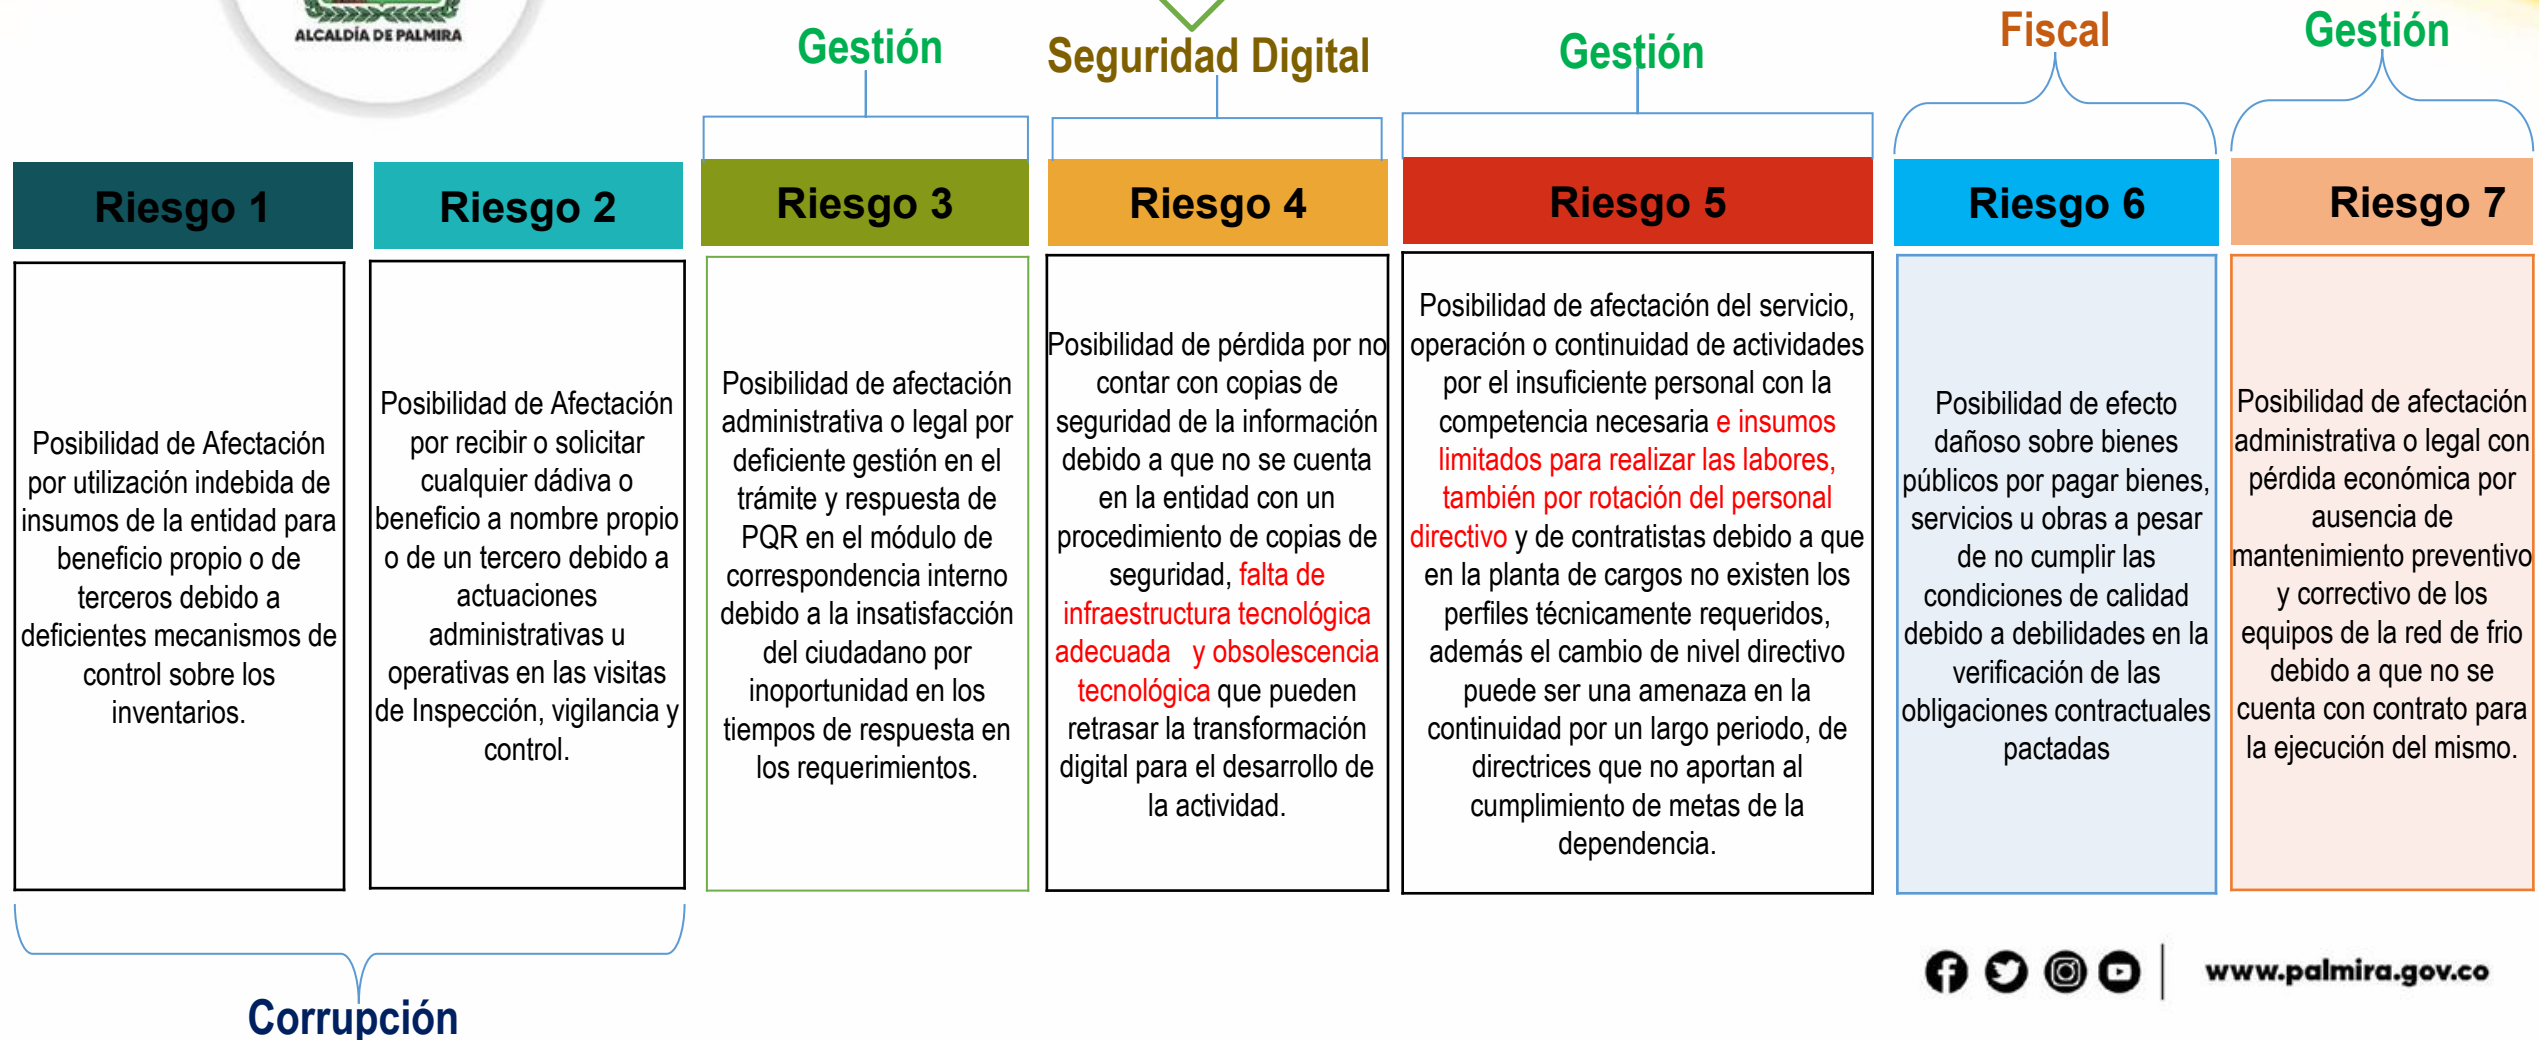 ALCALDÍA DE PALMIRA
Gestión
Seguridad Digital
Gestión
Fiscal
Gestión
Riesgo 1
Riesgo 2
Riesgo 3
Riesgo 4
Riesgo 5
Riesgo 6
Riesgo 7
Posibilidad de Afectación
por utilización indebida de
insumos de la entidad para
beneficio propio o de
terceros debido a
deficientes mecanismos de
control sobre los
inventarios.
Posibilidad de Afectación
por recibir o solicitar
cualquier dádiva o
beneficio a nombre propio
o de un tercero debido a
actuaciones
administrativas u
operativas en las visitas
de Inspección, vigilancia y
control.
Posibilidad de afectación
administrativa o legal por
deficiente gestión en el
trámite y respuesta de
PQR en el módulo de
correspondencia interno
debido a la insatisfacción
del ciudadano por
inoportunidad en los
tiempos de respuesta en
los requerimientos.
Posibilidad de pérdida por no
contar con copias de
seguridad de la información
debido a que no se cuenta
en la entidad con un
procedimiento de copias de
seguridad, falta de
infraestructura tecnológica
adecuada y obsolescencia
tecnológica que pueden
retrasar la transformación
digital para el desarrollo de
la actividad.
Posibilidad de afectación del servicio,
operación o continuidad de actividades
por el insuficiente personal con la
competencia necesaria e insumos
limitados para realizar las labores,
también por rotación del personal
directivo y de contratistas debido a que
en la planta de cargos no existen los
perfiles técnicamente requeridos,
además el cambio de nivel directivo
puede ser una amenaza en la
continuidad por un largo periodo, de
directrices que no aportan al
cumplimiento de metas de la
dependencia.
Posibilidad de efecto
dañoso sobre bienes
públicos por pagar bienes,
servicios u obras a pesar
de no cumplir las
condiciones de calidad
debido a debilidades en la
verificación de las
obligaciones contractuales
pactadas
Posibilidad de afectación
administrativa o legal con
pérdida económica por
ausencia de
mantenimiento preventivo
y correctivo de los
equipos de la red de frio
debido a que no se
cuenta con contrato para
la ejecución del mismo.
Corrupción
www.palmira.gov.co